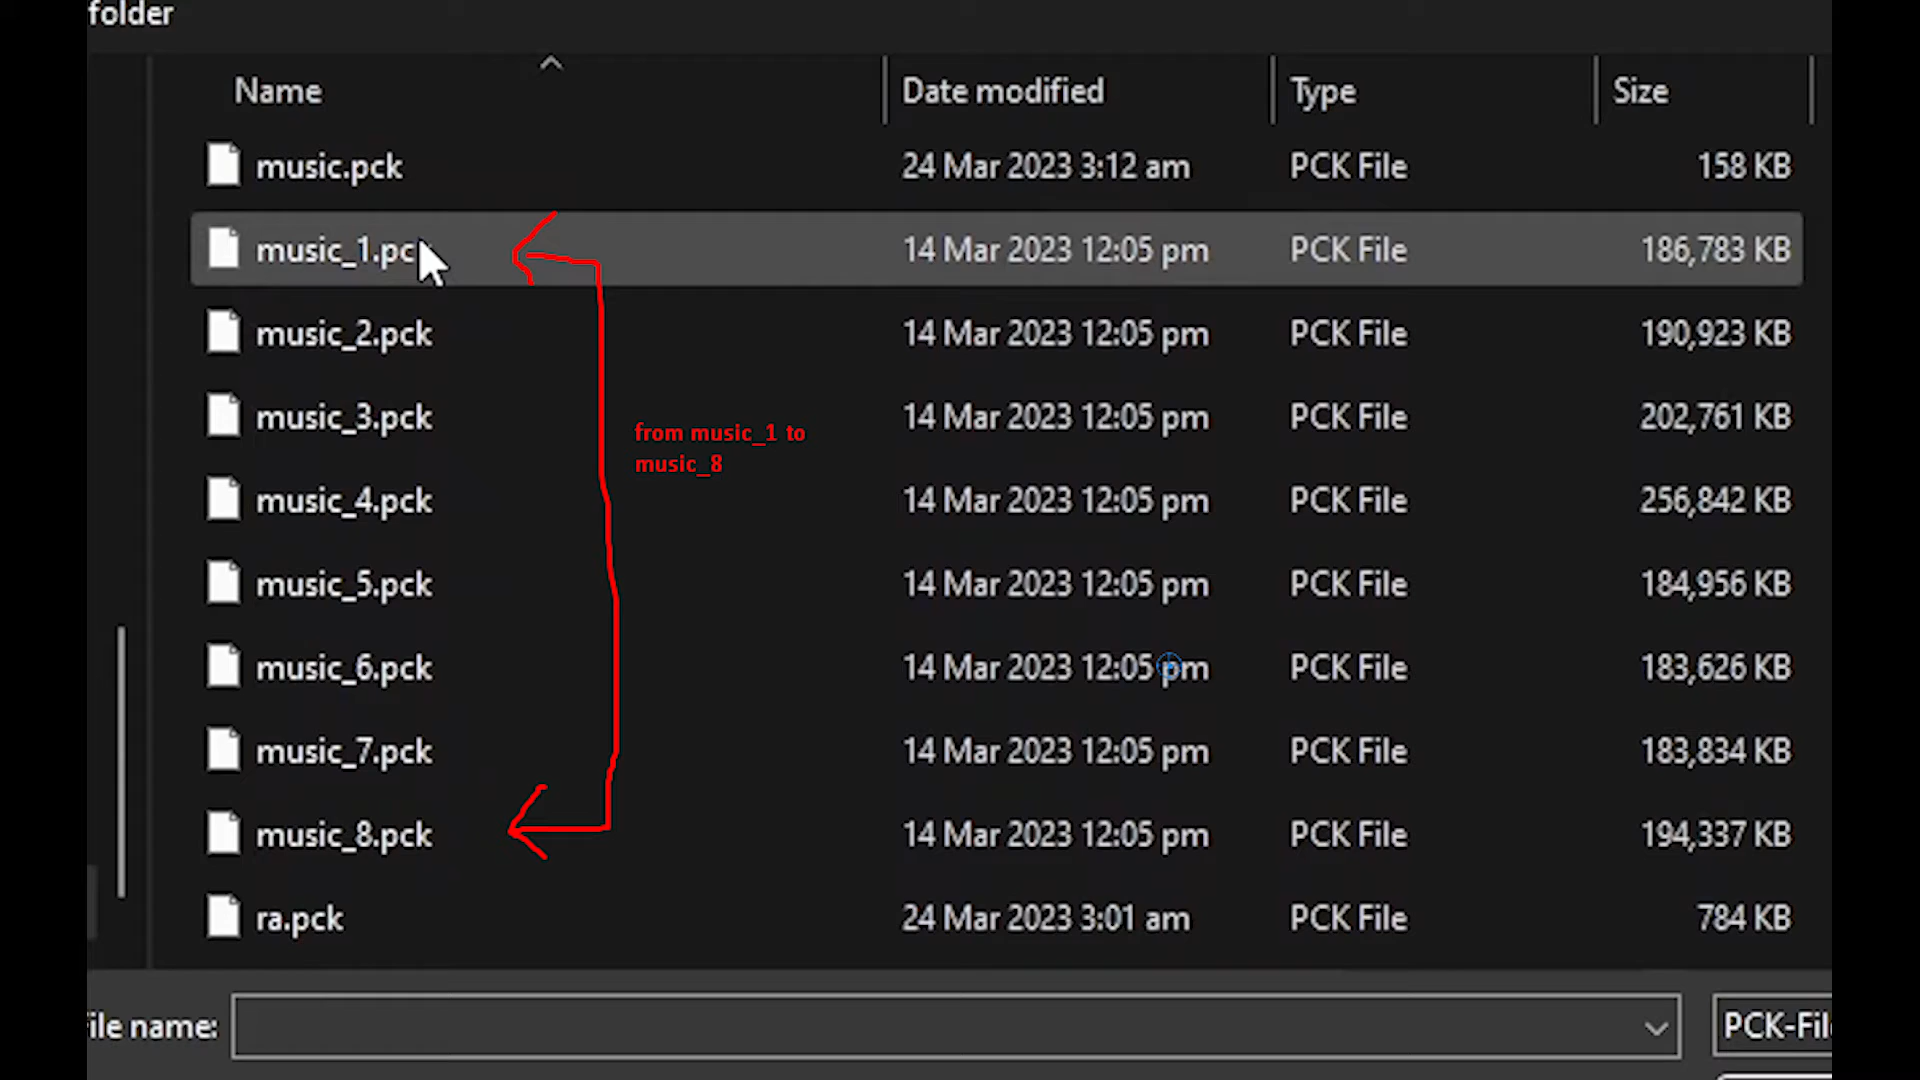 folder
Name Date modified Type Size
music.pck 24 Mar 2023 3:12 am PCK File 158 KB
music_1.pc 14 Mar 2023 12:05 pm PCK File 186,783 KB
music_2.pck 14 Mar 2023 12:05 pm PCK File 190,923 KB
music_3.pck 14 Mar 2023 12:05 pm PCK File 202,761 KB
from music_1 to
music_8
music_4.pck 14 Mar 2023 12:05 pm PCK File 256,842 KB
music_5.pck 14 Mar 2023 12:05 pm PCK File 184,956 KB
music_6.pck 14 Mar 2023 12:05 pm PCK File 183,626 KB
music_7.pck 14 Mar 2023 12:05 pm PCK File 183,834 KB
music_8.pck 14 Mar 2023 12:05 pm PCK File 194,337 KB
ra.pck 24 Mar 2023 3:01 am PCK File 784 KB
ile name: PCK-Fil